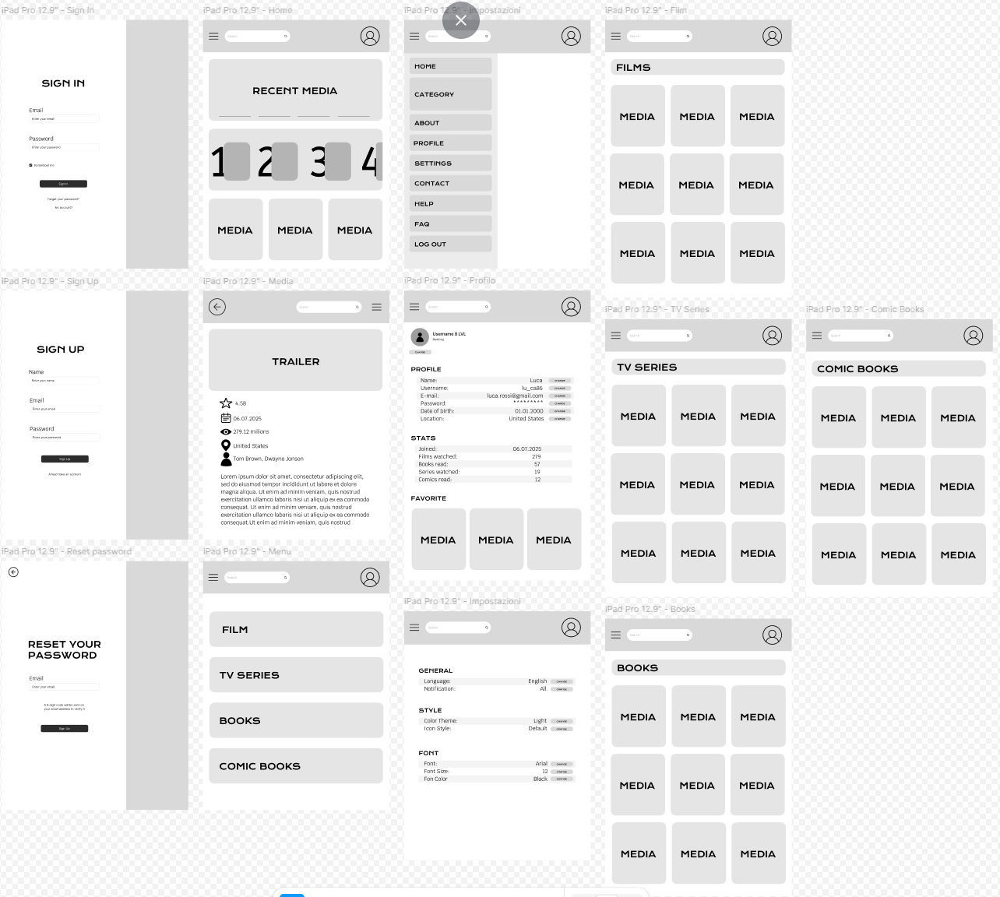 iPad Pro 12.9" - Sign In
SIGN IN
Email
Enter your email
Password
Enter your password
Remember me
Sign In
Forgot your password?
No account?
iPad Pro 12.9" - Home
Search
RECENT MEDIA
1 2 3 4
MEDIA MEDIA MEDIA
iPad Pro 12.9" - Impostazioni
Search
HOME
CATEGORY
ABOUT
PROFILE
SETTINGS
CONTACT
HELP
FAQ
LOG OUT
iPad Pro 12.9" - Film
Search
FILMS
MEDIA MEDIA MEDIA
MEDIA MEDIA MEDIA
MEDIA MEDIA MEDIA
iPad Pro 12.9" - Sign Up
SIGN UP
Name
Enter your name
Email
Enter your email
Password
Enter your password
Sign Up
Alread have an account
iPad Pro 12.9" - Media
Search
TRAILER
4.58
06.07.2025
279.12 milions
United States
Tom Brown, Dwayne Jonson
Lorem ipsum dolor sit amet, consectetur adipiscing elit,
sed do eiusmod tempor incididunt ut labore et dolore
magna aliqua. Ut enim ad minim veniam, quis nostrud
exercitation ullamco laboris nisi ut aliquip ex ea commodo
consequat. Ut enim ad minim veniam, quis nostrud
exercitation ullamco laboris nisi ut aliquip ex ea commodo
consequat.Ut enim ad minim veniam, quis nostrud
iPad Pro 12.9" - Profilo
Search
Username 8 LVL
Ranking
CHANGE
PROFILE
Name: Luca CHANGE
Username: lu_ca86 CHANGE
E-mail: luca.rossi@gmail.com CHANGE
Password: ********* CHANGE
Date of birth: 01.01.2000 CHANGE
Location: United States CHANGE
STATS
Joined: 06.07.2025
Films watched: 279
Books read: 57
Series watched: 19
Comics read: 12
FAVORITE
MEDIA MEDIA MEDIA
iPad Pro 12.9" - TV Series
Search
TV SERIES
MEDIA MEDIA MEDIA
MEDIA MEDIA MEDIA
MEDIA MEDIA MEDIA
iPad Pro 12.9" - Comic Books
Search
COMIC BOOKS
MEDIA MEDIA MEDIA
MEDIA MEDIA MEDIA
MEDIA MEDIA MEDIA
iPad Pro 12.9" - Reset password
RESET YOUR
PASSWORD
Email
Enter your email
A 6 digit code will be sent on
your email address to verify it
Sign Up
iPad Pro 12.9" - Menu
Search
FILM
TV SERIES
BOOKS
COMIC BOOKS
iPad Pro 12.9" - Impostazioni
Search
GENERAL
Language: English CHANGE
Notification: All CHANGE
STYLE
Color Theme: Light CHANGE
Icon Style: Default CHANGE
FONT
Font: Arial CHANGE
Font Size: 12 CHANGE
Fon Color Black CHANGE
iPad Pro 12.9" - Books
Search
BOOKS
MEDIA MEDIA MEDIA
MEDIA MEDIA MEDIA
MEDIA MEDIA MEDIA